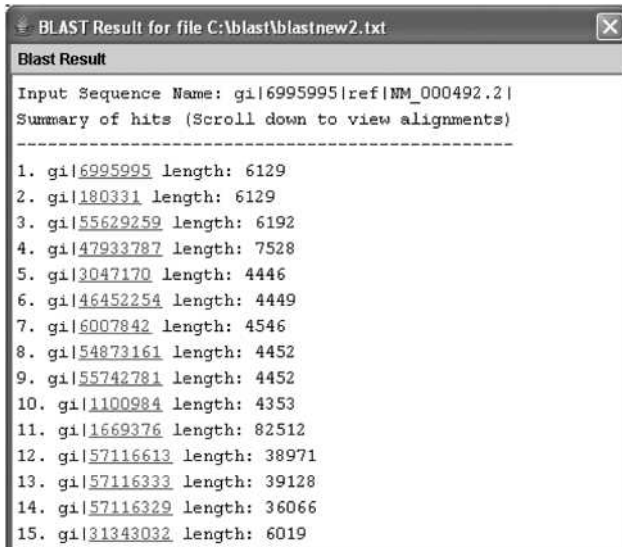 BLAST Result for file C:\blast\blastnew2.txt
Blast Result
Input Sequence Name: gi|6995995|ref|NM_000492.2|
Summary of hits (Scroll down to view alignments)
------------------------------------------------
1. gi|6995995 length: 6129
2. gi|180331 length: 6129
3. gi|55629259 length: 6192
4. gi|47933787 length: 7528
5. gi|3047170 length: 4446
6. gi|46452254 length: 4449
7. gi|6007842 length: 4546
8. gi|54873161 length: 4452
9. gi|55742781 length: 4452
10. gi|1100984 length: 4353
11. gi|1669376 length: 82512
12. gi|57116613 length: 38971
13. gi|57116333 length: 39128
14. gi|57116329 length: 36066
15. gi|31343032 length: 6019